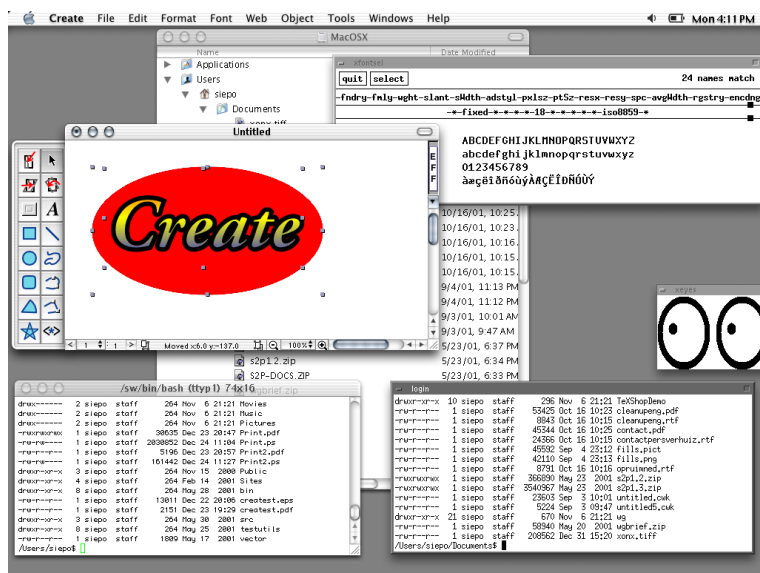 Create File Edit Format Font Web Object Tools Windows Help Mon 4:11 PM
MacOSX
Name Date Modified
Applications
Users
siepo
Documents
xonx.tiff
xfontsel
quit select 24 names match
-fndry-fmly-wght-slant-sWdth-adstyl-pxlsz-ptSz-resx-resy-spc-avgWdth-rgstry-encdng
-*-fixed-*-*-*-*-18-*-*-*-*-*-iso8859-*
ABCDEFGHIJKLMNOPQRSTUVWXYZ
abcdefghijklmnopqrstuvwxyz
0123456789
àæçëîðñóùýÀÆÇËÎÐÑÓÙÝ
Untitled
E
F
F
A
Create
< 1 : 1 > Moved x:6.0 y:-137.0 100%
10/16/01, 10:25.
10/16/01, 10:23.
10/16/01, 10:16.
10/16/01, 10:15.
10/16/01, 10:15.
9/4/01, 11:13 PM
9/4/01, 11:12 PM
9/3/01, 10:01 AM
9/3/01, 9:47 AM
5/23/01, 6:37 PM
s2p1.2.zip 5/23/01, 6:34 PM
S2P-DOCS.ZIP 5/23/01, 6:33 PM
wgbrief.zip
xeyes
/sw/bin/bash (ttyp1) 74x16
drwx------ 2 siepo staff 264 Nov 6 21:21 Movies
drwx------ 2 siepo staff 264 Nov 6 21:21 Music
drwx------ 2 siepo staff 264 Nov 6 21:21 Pictures
-rwxrwxrwx 1 siepo staff 30635 Dec 23 20:47 Print.pdf
-rw-rw---- 1 siepo staff 2030852 Dec 24 11:04 Print.ps
-rw-r--r-- 1 siepo staff 5196 Dec 23 20:57 Print2.pdf
-rw-rw---- 1 siepo staff 161442 Dec 24 11:27 Print2.ps
drwxr-xr-x 3 siepo staff 264 Nov 15 2000 Public
drwxr-xr-x 4 siepo staff 264 Feb 14 2001 Sites
drwxr-xr-x 8 siepo staff 264 May 28 2001 bin
-rw-r--r-- 1 siepo staff 13011 Dec 22 20:06 createst.eps
-rw-r--r-- 1 siepo staff 2151 Dec 23 19:29 createst.pdf
drwxr-xr-x 3 siepo staff 264 May 30 2001 src
drwxr-xr-x 8 siepo staff 264 May 25 2001 testutils
-rw-r--r-- 1 siepo staff 1809 May 17 2001 vector
/Users/siepo$
login
drwxr-xr-x 10 siepo staff 296 Nov 6 21:21 TeXShopDemo
-rw-r--r-- 1 siepo staff 53425 Oct 16 10:23 cleanupeng.pdf
-rw-r--r-- 1 siepo staff 8843 Oct 16 10:15 cleanupeng.rtf
-rw-r--r-- 1 siepo staff 45344 Oct 16 10:25 contact.pdf
-rw-r--r-- 1 siepo staff 24366 Oct 16 10:15 contactpersverhuiz.rtf
-rw-r--r-- 1 siepo staff 45592 Sep 4 23:12 fills.pict
-rw-r--r-- 1 siepo staff 42110 Sep 4 23:13 fills.png
-rw-r--r-- 1 siepo staff 8791 Oct 16 10:16 opruimned.rtf
-rwxrwxrwx 1 siepo staff 366890 May 23 2001 s2p1.2.zip
-rwxrwxrwx 1 siepo staff 3540967 May 23 2001 s2p1.3.zip
-rw-r--r-- 1 siepo staff 23603 Sep 3 10:01 untitled.cwk
-rw-r--r-- 1 siepo staff 5224 Sep 3 09:47 untitled5.cwk
drwxr-xr-x 21 siepo staff 670 Nov 6 21:21 wg
-rw-r--r-- 1 siepo staff 58940 May 20 2001 wgbrief.zip
-rw-r--r-- 1 siepo staff 208562 Dec 31 15:20 xonx.tiff
/Users/siepo/Documents$